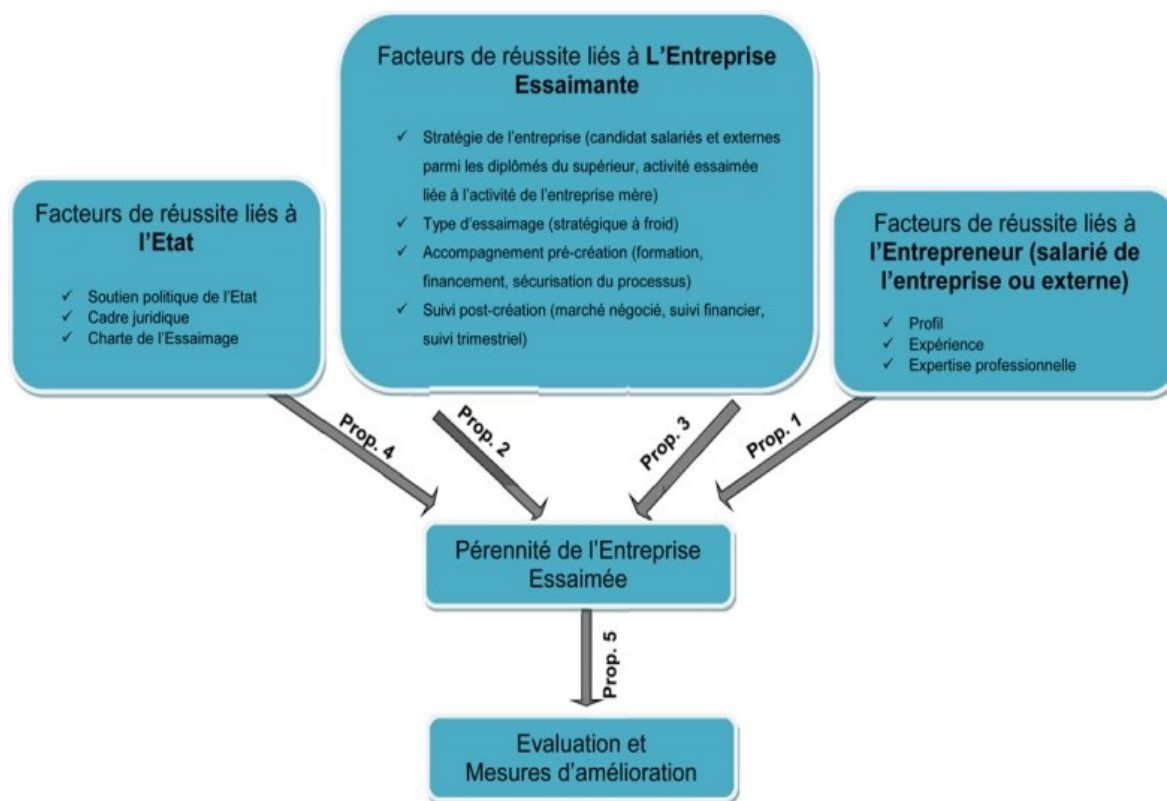 Facteurs de réussite liés à L'Entreprise
Essaimante
✓ Stratégie de l'entreprise (candidat salariés et externes
parmi les diplômés du supérieur, activité essaimée
liée à l'activité de l'entreprise mère)
✓ Type d'essaimage (stratégique à froid)
✓ Accompagnement pré-création (formation,
financement, sécurisation du processus)
✓ Suivi post-création (marché négocié, suivi financier,
suivi trimestriel)
Facteurs de réussite liés à
l'Etat
✓ Soutien politique de l'Etat
✓ Cadre juridique
✓ Charte de l'Essaimage
Facteurs de réussite liés à
l'Entrepreneur (salarié de
l'entreprise ou externe)
✓ Profil
✓ Expérience
✓ Expertise professionnelle
Prop. 4
Prop. 2
Prop. 3
Prop. 1
Pérennité de l'Entreprise
Essaimée
Prop. 5
Evaluation et
Mesures d'amélioration